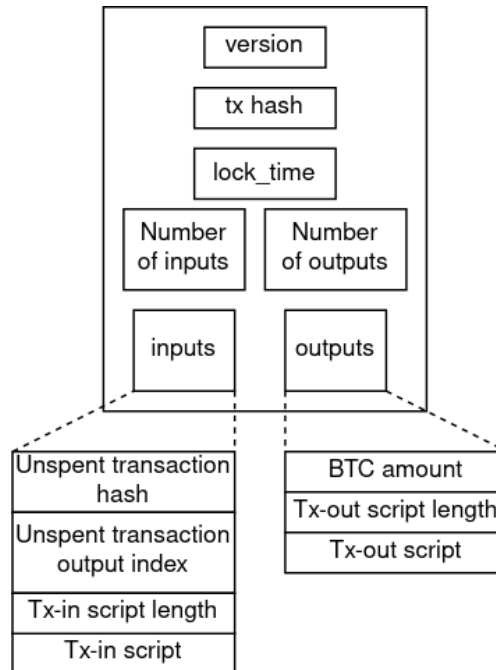 version
tx hash
lock_time
Number
of inputs
Number
of outputs
inputs
outputs
Unspent transaction
hash
Unspent transaction
output index
Tx-in script length
Tx-in script
BTC amount
Tx-out script length
Tx-out script